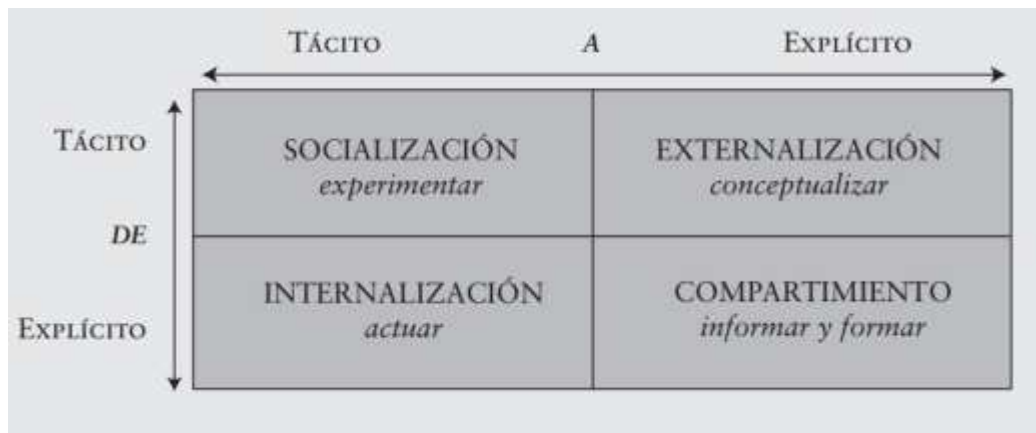 TÁCITO A EXPLÍCITO
TÁCITO
SOCIALIZACIÓN EXTERNALIZACIÓN
experimentar conceptualizar
DE
INTERNALIZACIÓN COMPARTIMIENTO
actuar informar y formar
EXPLÍCITO